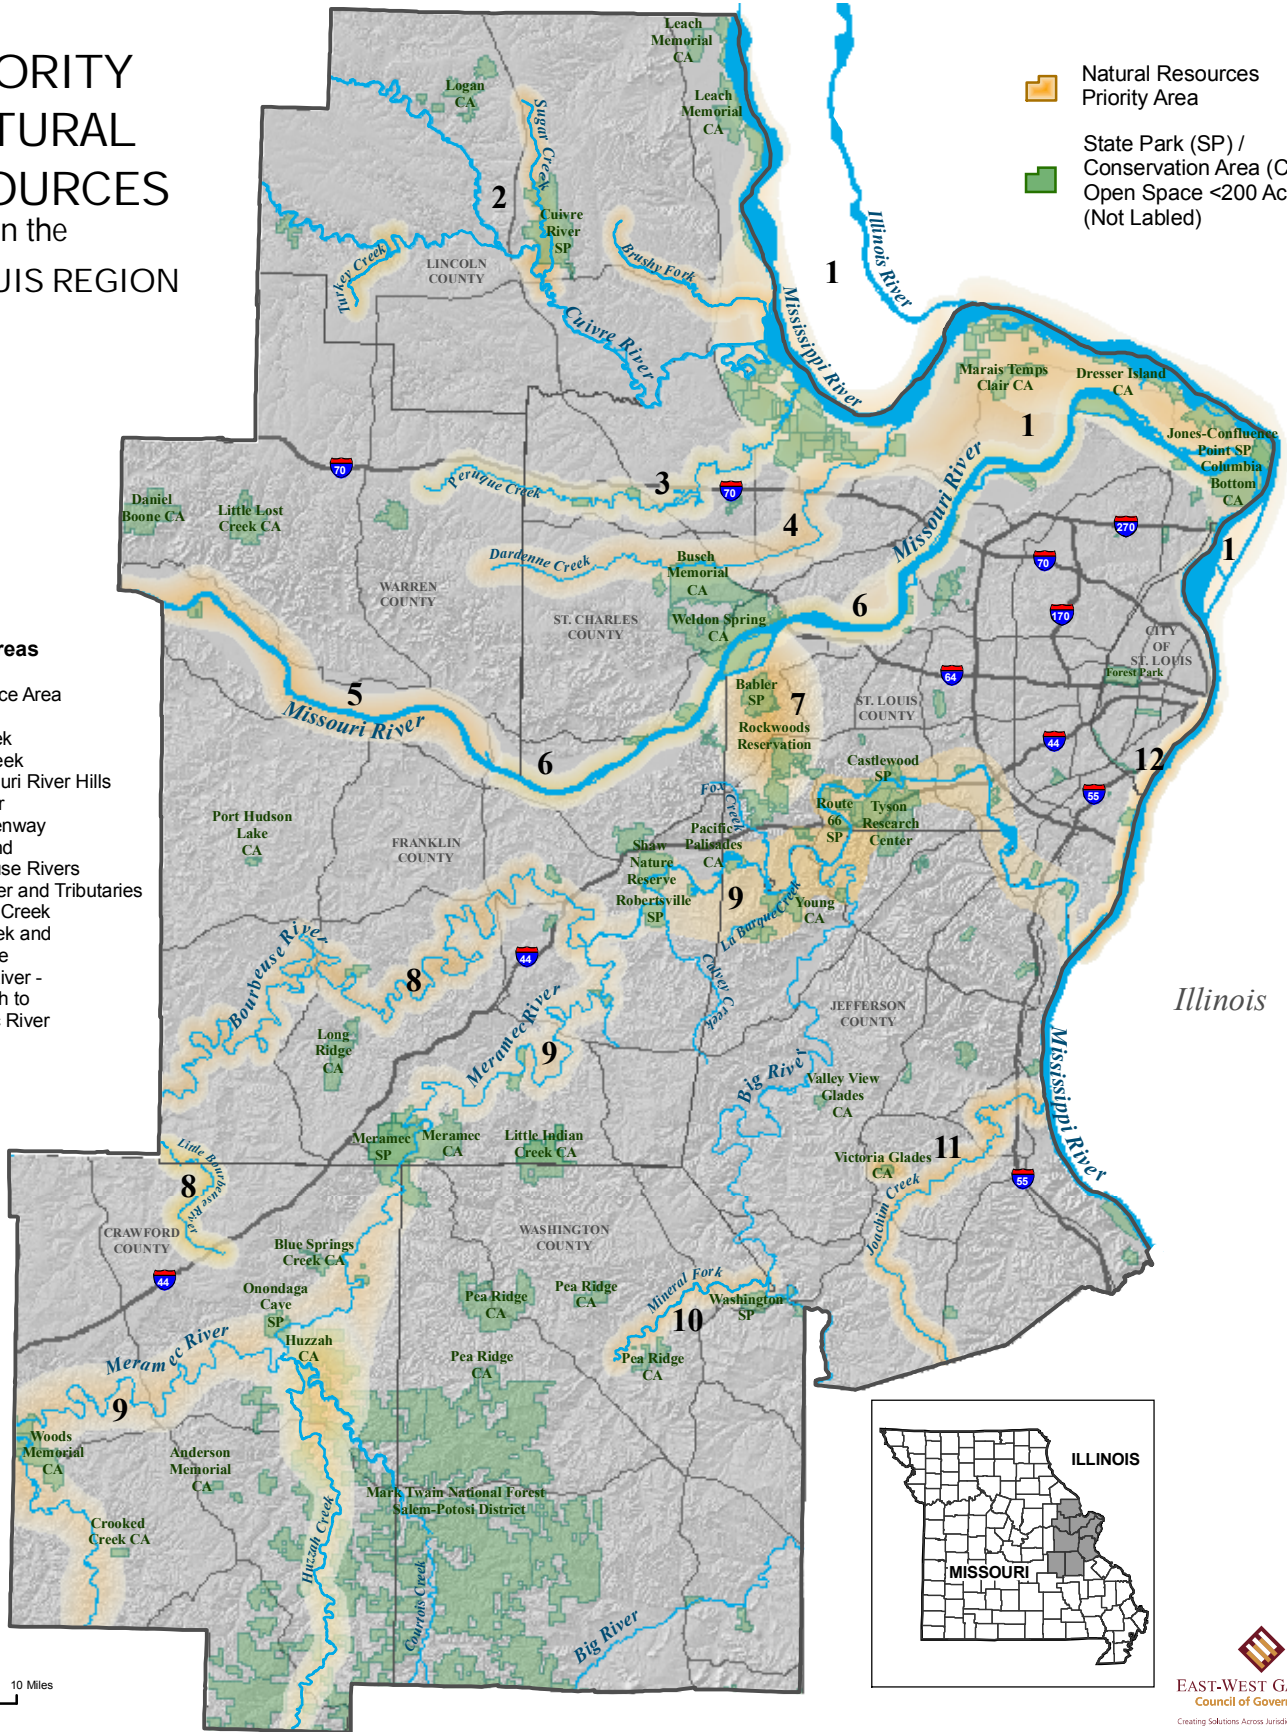 ORITY
TURAL
OURCES
n the
UIS REGION
Natural Resources
Priority Area
State Park (SP) /
Conservation Area (C
Open Space <200 Ac
(Not Labled)
Leach
Memorial
CA
Logan
CA
Leach
Memorial
CA
Sugar Creek
2
Cuivre
River
SP
Turkey Creek
LINCOLN
COUNTY
Brushy Fork
Illinois River
1
Cuivre River
Mississippi River
Marais Temps
Clair CA
Dresser Island
CA
1
Jones-Confluence
Point SP
Columbia
Bottom
CA
70
Daniel
Boone CA
Little Lost
Creek CA
Perugue Creek
3
70
4
Missouri River
270
1
Dardenne Creek
Busch
Memorial
CA
70
WARREN
COUNTY
ST. CHARLES
COUNTY
Weldon Spring
CA
6
170
CITY
OF
ST. LOUIS
Forest Park
64
reas
ce Area
ek
eek
uri River Hills
r
enway
nd
use Rivers
er and Tributaries
Creek
ek and
e
iver -
h to
c River
5
Missouri River
Babler
SP
7
ST. LOUIS
COUNTY
Rockwoods
Reservation
44
12
6
Castlewood
SP
55
Fox Creek
Route
66
SP
Tyson
Research
Center
Port Hudson
Lake
CA
FRANKLIN
COUNTY
Pacific
Palisades
CA
Shaw
Nature
Reserve
Robertsville
SP
9
La Barque Creek
Young
CA
Bourbeuse River
8
44
Calvey Creek
Illinois
JEFFERSON
COUNTY
Long
Ridge
CA
Meramec River
9
Big River
Valley View
Glades
CA
Mississippi River
Meramec
SP
Meramec
CA
Little Indian
Creek CA
11
Victoria Glades
CA
Joachim Creek
55
Little Bourbeuse River
8
CRAWFORD
COUNTY
44
WASHINGTON
COUNTY
Blue Springs
Creek CA
Onondaga
Cave
SP
Huzzah
CA
Pea Ridge
CA
Pea Ridge
CA
Mineral Fork
Washington
SP
10
Pea Ridge
CA
Pea Ridge
CA
Meramec River
9
Woods
Memorial
CA
Anderson
Memorial
CA
Mark Twain National Forest
Salem-Potosi District
Crooked
Creek CA
Huzzah Creek
Courtois Creek
Big River
ILLINOIS
MISSOURI
10 Miles
EAST-WEST GA
Council of Govern
Creating Solutions Across Jurisdic